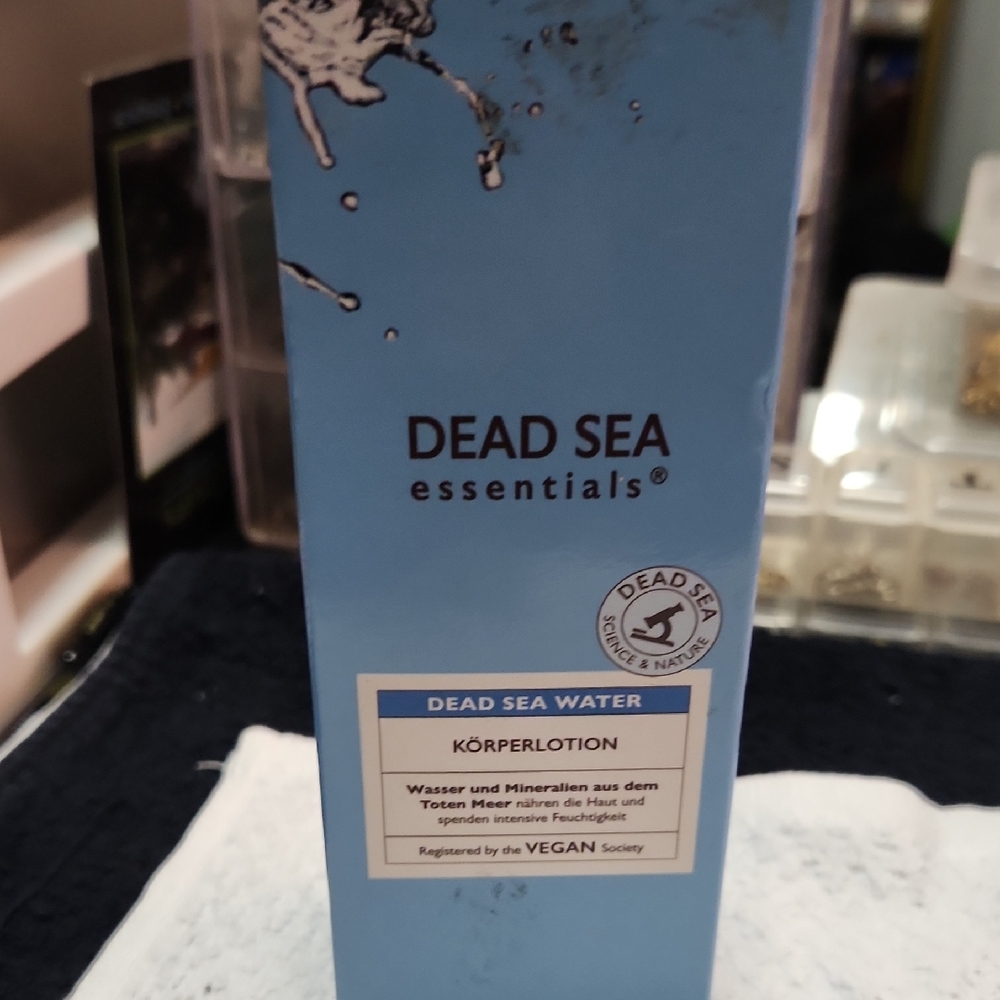 DEAD SEA
essentials®
DEAD SEA
SCIENCE & NATURE
DEAD SEA WATER
KÖRPERLOTION
Wasser und Mineralien aus dem
Toten Meer nähren die Haut und
spenden intensive Feuchtigkeit
Registered by the VEGAN Society